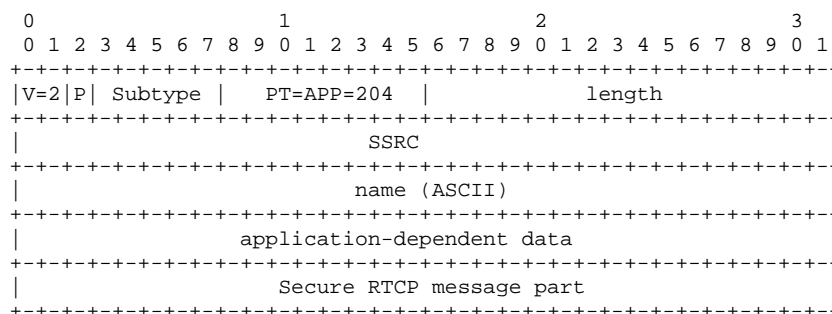 0                   1                   2                   3
 0 1 2 3 4 5 6 7 8 9 0 1 2 3 4 5 6 7 8 9 0 1 2 3 4 5 6 7 8 9 0 1
+-+-+-+-+-+-+-+-+-+-+-+-+-+-+-+-+-+-+-+-+-+-+-+-+-+-+-+-+-+-+-+-
|V=2|P| Subtype |   PT=APP=204  |            length
+-+-+-+-+-+-+-+-+-+-+-+-+-+-+-+-+-+-+-+-+-+-+-+-+-+-+-+-+-+-+-+-
|                           SSRC
+-+-+-+-+-+-+-+-+-+-+-+-+-+-+-+-+-+-+-+-+-+-+-+-+-+-+-+-+-+-+-+-
|                          name (ASCII)
+-+-+-+-+-+-+-+-+-+-+-+-+-+-+-+-+-+-+-+-+-+-+-+-+-+-+-+-+-+-+-+-
|                 application-dependent data
+-+-+-+-+-+-+-+-+-+-+-+-+-+-+-+-+-+-+-+-+-+-+-+-+-+-+-+-+-+-+-+-
|                    Secure RTCP message part
+-+-+-+-+-+-+-+-+-+-+-+-+-+-+-+-+-+-+-+-+-+-+-+-+-+-+-+-+-+-+-+-